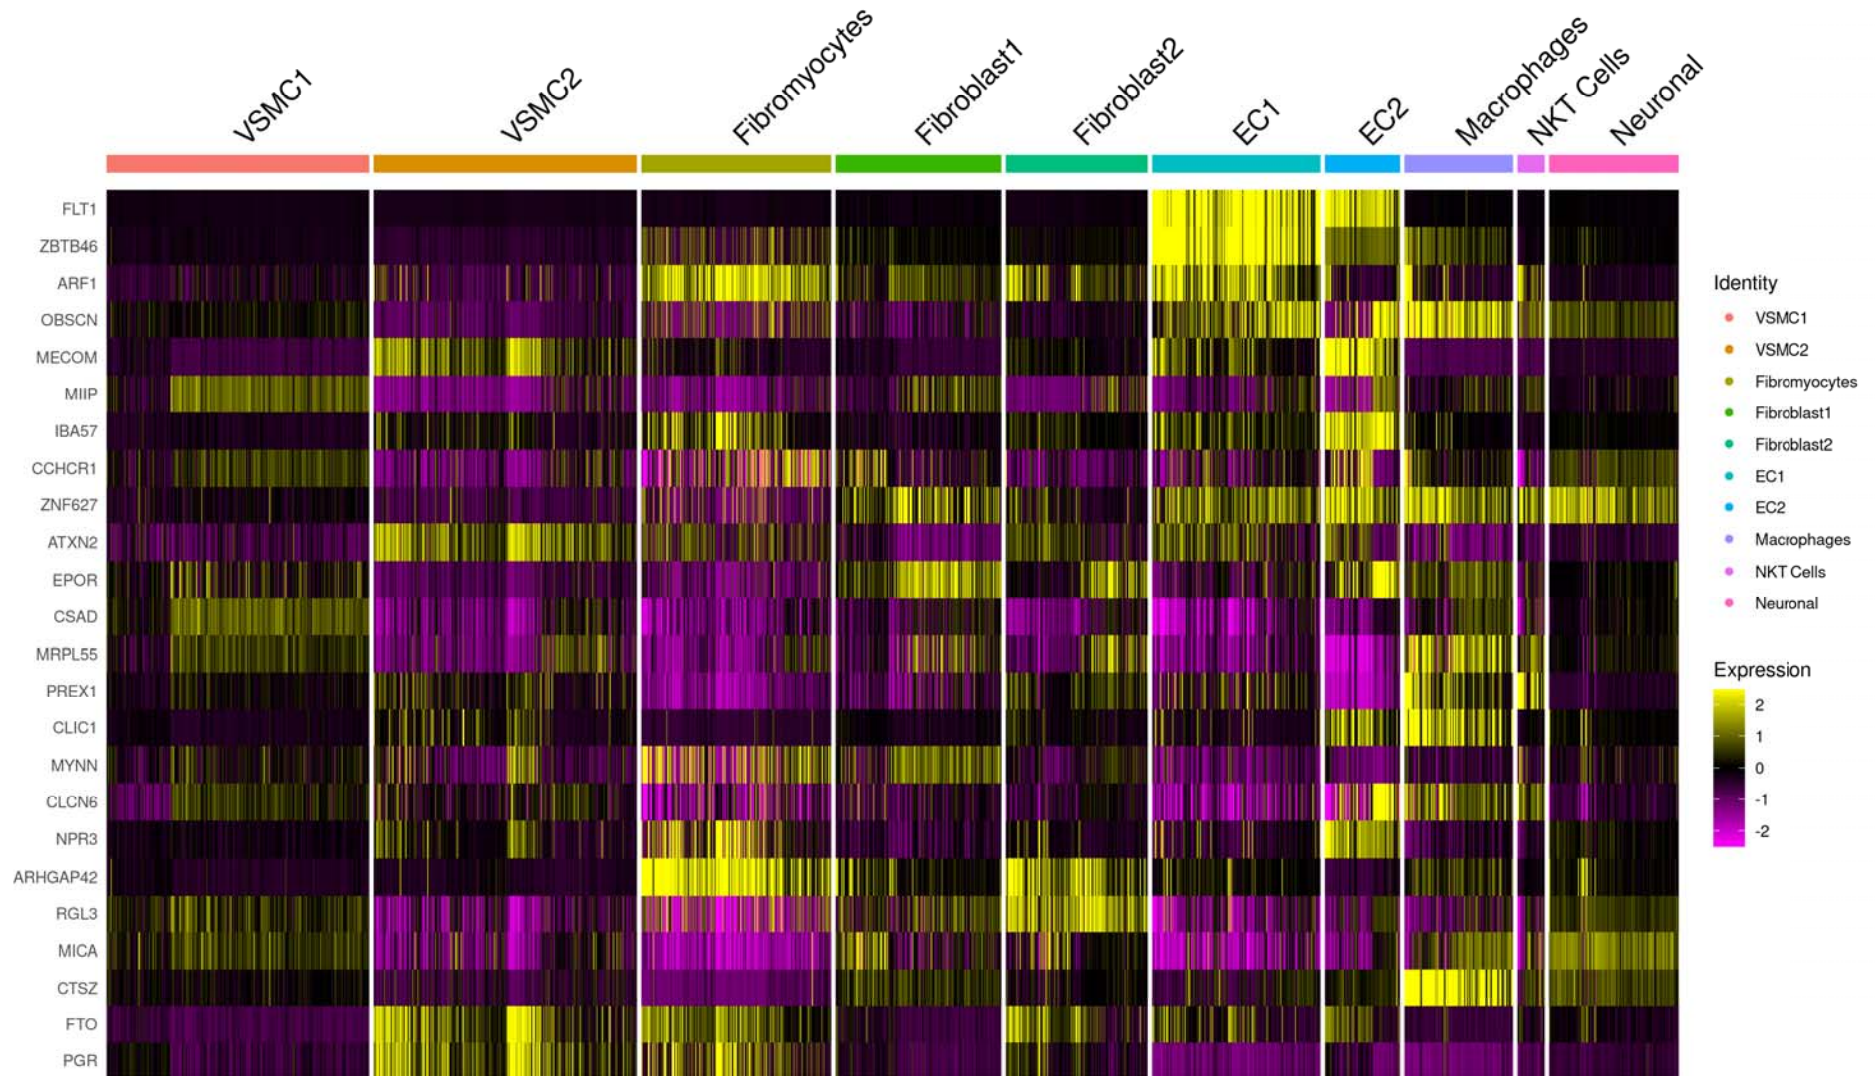 VSMC1
VSMC2
Fibromyocytes
Fibroblast1
Fibroblast2
EC1
EC2
Macrophages
NKT Cells
Neuronal
FLT1
ZBTB46
ARF1
OBSCN
MECOM
MIIP
IBA57
CCHCR1
ZNF627
ATXN2
EPOR
CSAD
MRPL55
PREX1
CLIC1
MYNN
CLCN6
NPR3
ARHGAP42
RGL3
MICA
CTSZ
FTO
PGR
Identity
VSMC1
VSMC2
Fibromyocytes
Fibroblast1
Fibroblast2
EC1
EC2
Macrophages
NKT Cells
Neuronal
Expression
2
1
0
-1
-2